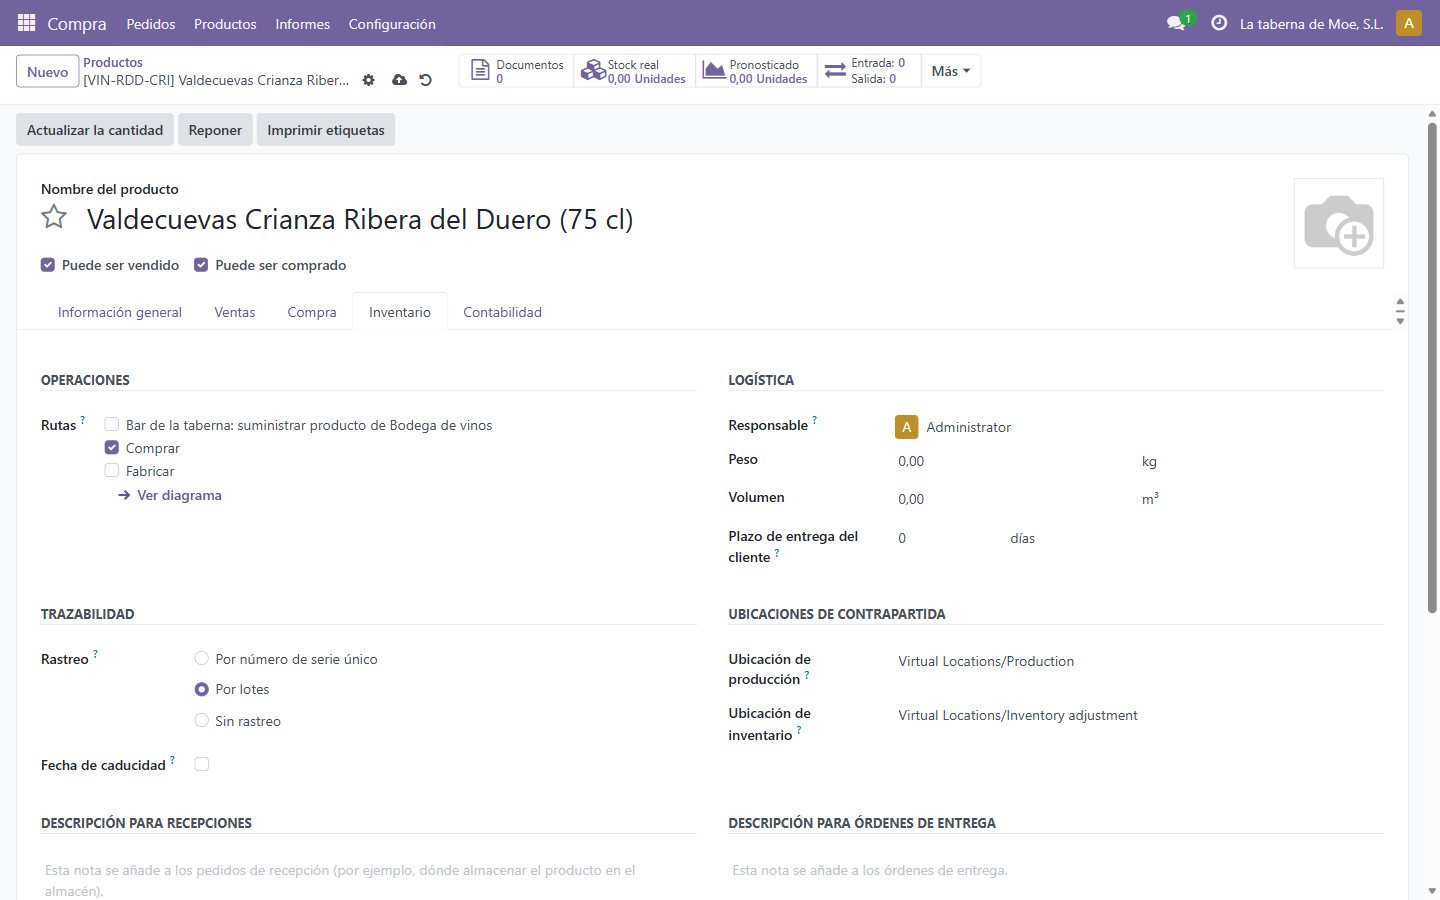 Compra Pedidos Productos Informes Configuración 1 La taberna de Moe, S.L. A
Nuevo
Productos
[VIN-RDD-CRI] Valdecuevas Crianza Riber...
Documentos
0
Stock real
0,00 Unidades
Pronosticado
0,00 Unidades
Entrada: 0
Salida: 0
Más
Actualizar la cantidad Reponer Imprimir etiquetas
Nombre del producto
Valdecuevas Crianza Ribera del Duero (75 cl)
Puede ser vendido Puede ser comprado
Información general Ventas Compra Inventario Contabilidad
OPERACIONES
Rutas ?
Bar de la taberna: suministrar producto de Bodega de vinos
Comprar
Fabricar
Ver diagrama
LOGÍSTICA
Responsable ? A Administrator
Peso 0,00 kg
Volumen 0,00 m³
Plazo de entrega del
cliente ? 0 días
TRAZABILIDAD
Rastreo ?
Por número de serie único
Por lotes
Sin rastreo
Fecha de caducidad ?
UBICACIONES DE CONTRAPARTIDA
Ubicación de
producción ? Virtual Locations/Production
Ubicación de
inventario ? Virtual Locations/Inventory adjustment
DESCRIPCIÓN PARA RECEPCIONES
Esta nota se añade a los pedidos de recepción (por ejemplo, dónde almacenar el producto en el
almacén).
DESCRIPCIÓN PARA ÓRDENES DE ENTREGA
Esta nota se añade a los órdenes de entrega.